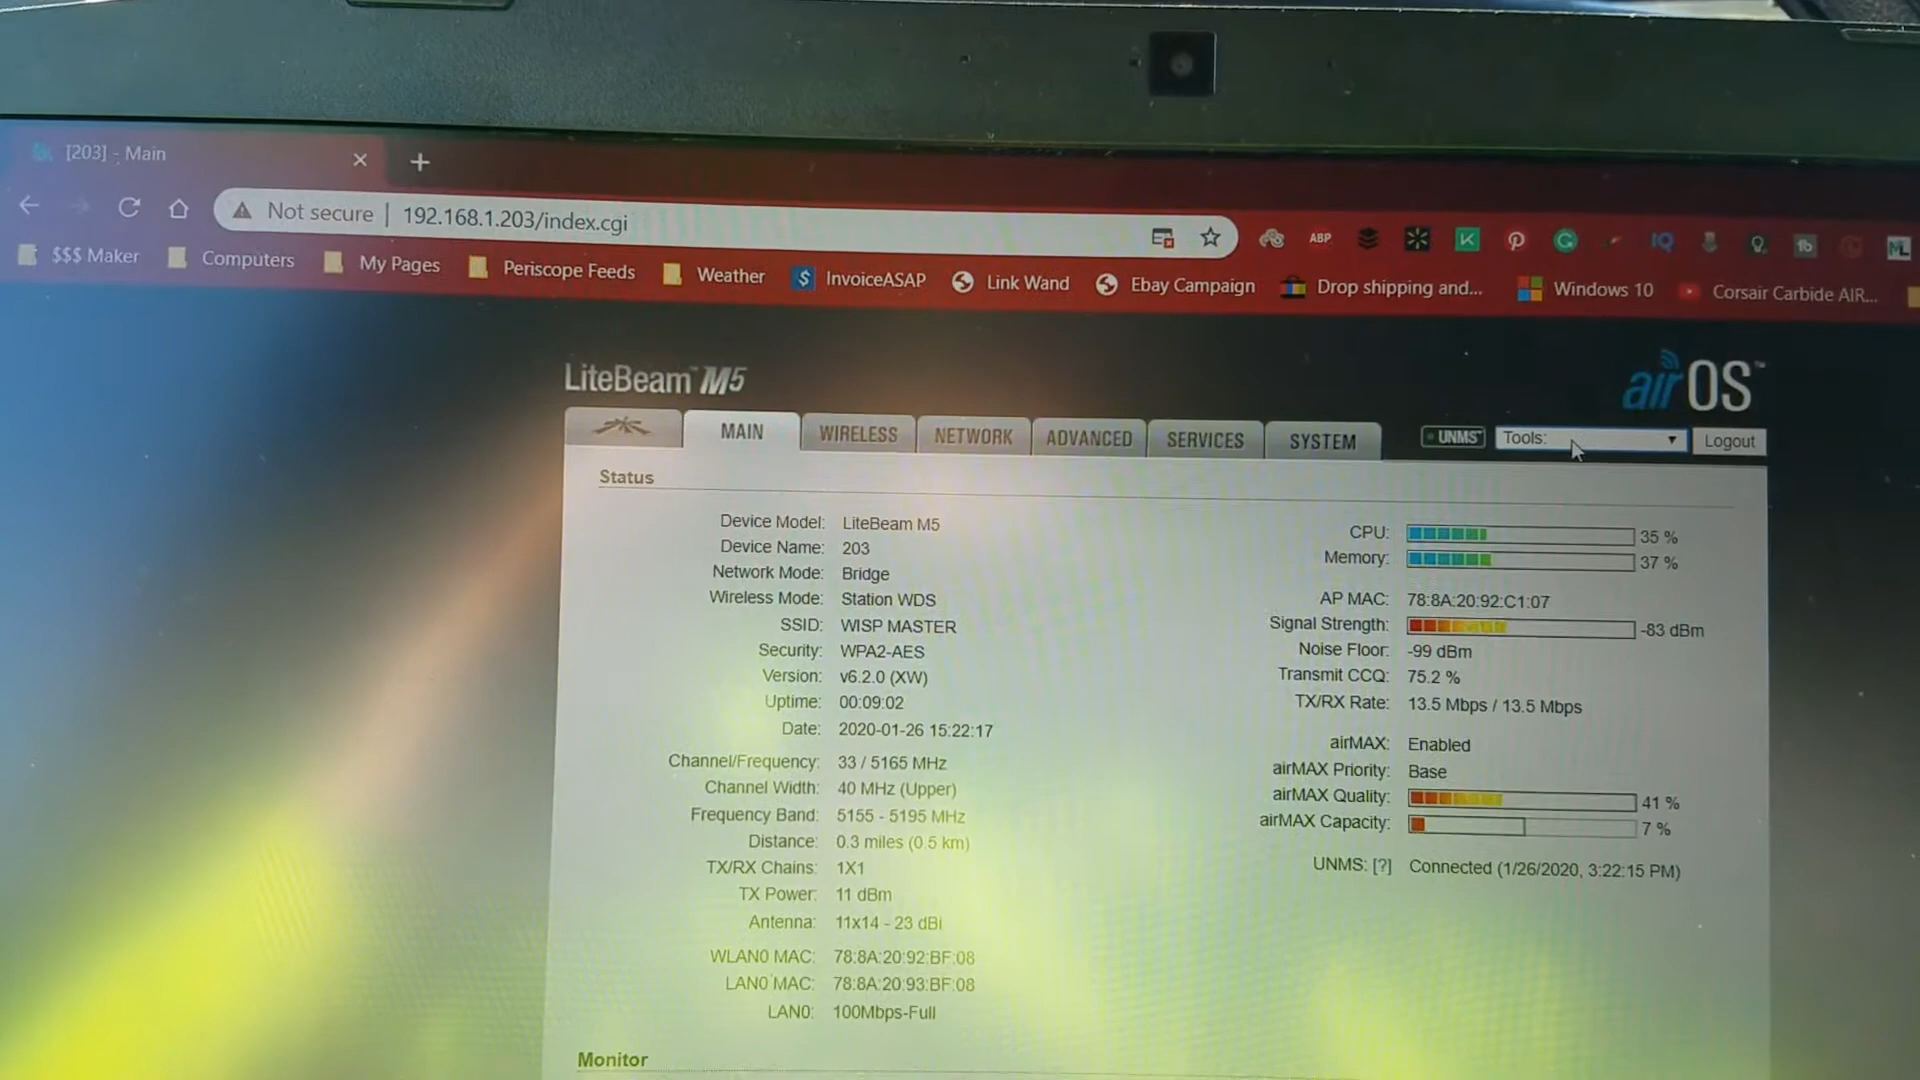 [203] - Main
Not secure | 192.168.1.203/index.cgi
ABP
$$$ Maker Computers My Pages Periscope Feeds Weather InvoiceASAP Link Wand Ebay Campaign Drop shipping and... Windows 10 Corsair Carbide AIR...
LiteBeam™ M5
airOS™
MAIN WIRELESS NETWORK ADVANCED SERVICES SYSTEM UNMS Tools: Logout
Status
Device Model: LiteBeam M5
Device Name: 203
Network Mode: Bridge
Wireless Mode: Station WDS
SSID: WISP MASTER
Security: WPA2-AES
Version: v6.2.0 (XW)
Uptime: 00:09:02
Date: 2020-01-26 15:22:17
Channel/Frequency: 33 / 5165 MHz
Channel Width: 40 MHz (Upper)
Frequency Band: 5155 - 5195 MHz
Distance: 0.3 miles (0.5 km)
TX/RX Chains: 1X1
TX Power: 11 dBm
Antenna: 11x14 - 23 dBi
WLAN0 MAC: 78:8A:20:92:BF:08
LAN0 MAC: 78:8A:20:93:BF:08
LAN0: 100Mbps-Full
CPU: 35 %
Memory: 37 %
AP MAC: 78:8A:20:92:C1:07
Signal Strength: -83 dBm
Noise Floor: -99 dBm
Transmit CCQ: 75.2 %
TX/RX Rate: 13.5 Mbps / 13.5 Mbps
airMAX: Enabled
airMAX Priority: Base
airMAX Quality: 41 %
airMAX Capacity: 7 %
UNMS: [?] Connected (1/26/2020, 3:22:15 PM)
Monitor